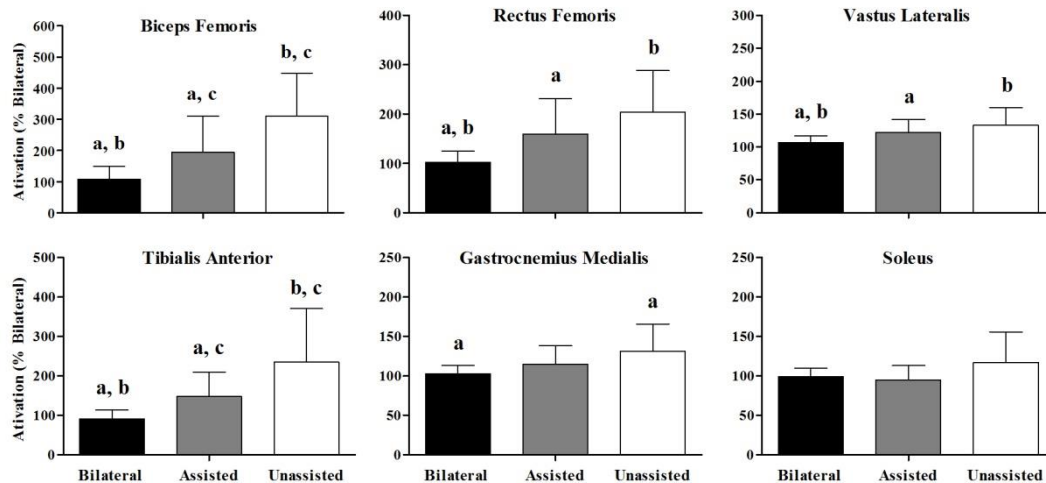 Biceps Femoris
Ativation (% Bilateral)
600
500
400
300
200
100
0
a, b
a, c
b, c
Rectus Femoris
400
300
200
100
0
a, b
a
b
Vastus Lateralis
300
250
200
150
100
50
0
a, b
a
b
Tibialis Anterior
Ativation (% Bilateral)
500
400
300
200
100
0
a, b
a, c
b, c
Bilateral Assisted Unassisted
Gastrocnemius Medialis
250
200
150
100
50
0
a
a
Bilateral Assisted Unassisted
Soleus
250
200
150
100
50
0
Bilateral Assisted Unassisted